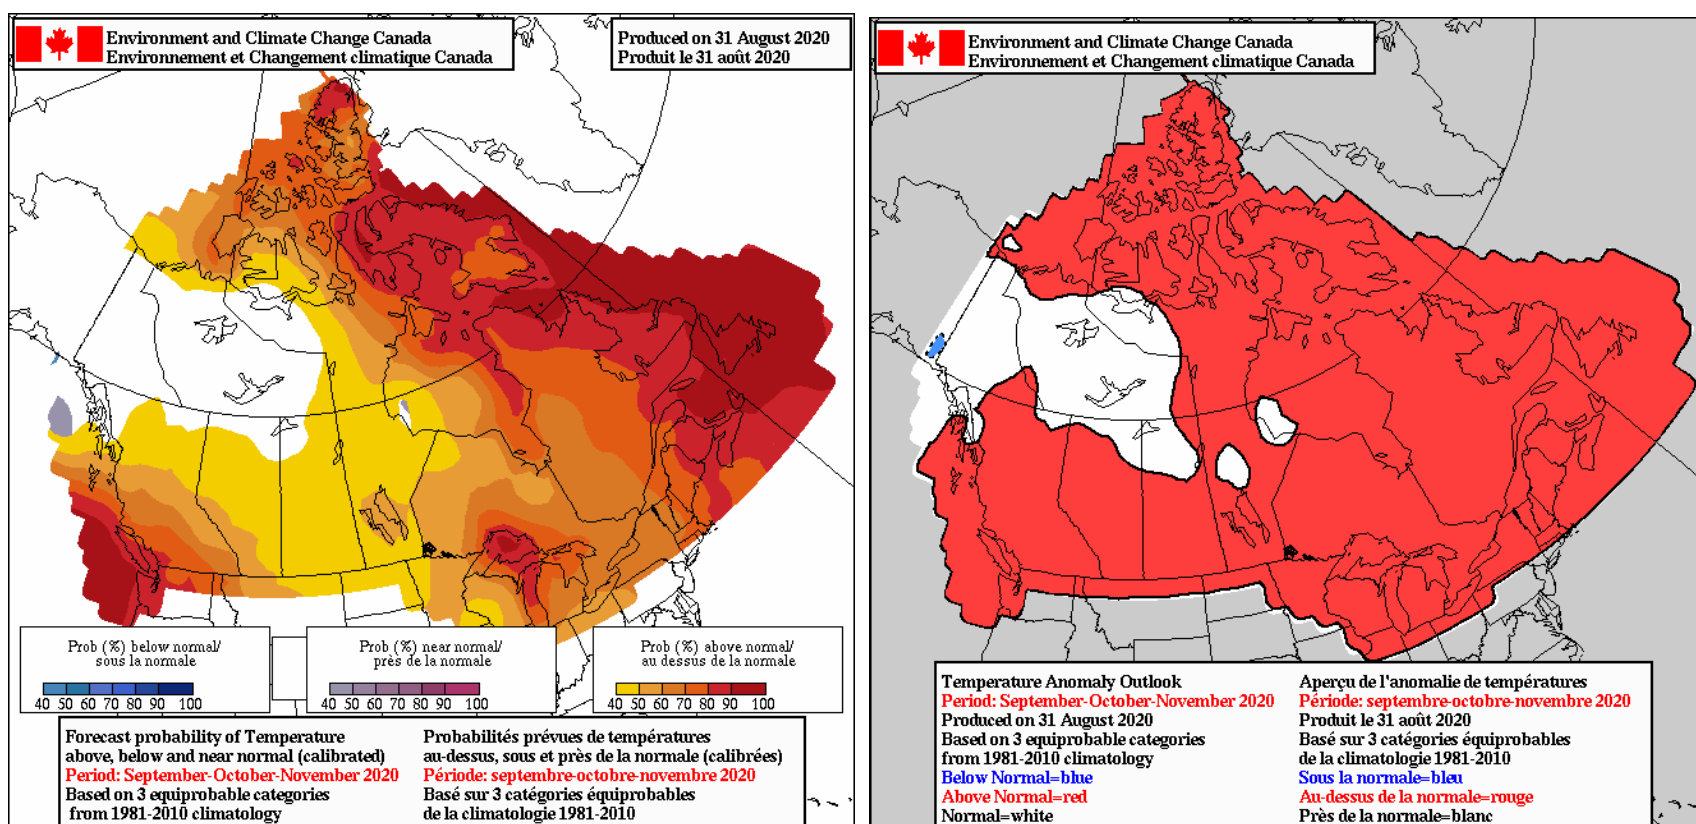 Environment and Climate Change Canada
Environnement et Changement climatique Canada
Produced on 31 August 2020
Produit le 31 août 2020
Prob (%) below normal/
sous la normale
40 50 60 70 80 90 100
Prob (%) near normal/
près de la normale
40 50 60 70 80 90 100
Prob (%) above normal/
au dessus de la normale
40 50 60 70 80 90 100
Forecast probability of Temperature
above, below and near normal (calibrated)
Period: September-October-November 2020
Based on 3 equiprobable categories
from 1981-2010 climatology
Probabilités prévues de températures
au-dessus, sous et près de la normale (calibrées)
Période: septembre-octobre-novembre 2020
Basé sur 3 catégories équiprobables
de la climatologie 1981-2010
Environment and Climate Change Canada
Environnement et Changement climatique Canada
Temperature Anomaly Outlook
Period: September-October-November 2020
Produced on 31 August 2020
Based on 3 equiprobable categories
from 1981-2010 climatology
Below Normal=blue
Above Normal=red
Normal=white
Aperçu de l'anomalie de températures
Période: septembre-octobre-novembre 2020
Produit le 31 août 2020
Basé sur 3 catégories équiprobables
de la climatologie 1981-2010
Sous la normale=bleu
Au-dessus de la normale=rouge
Près de la normale=blanc